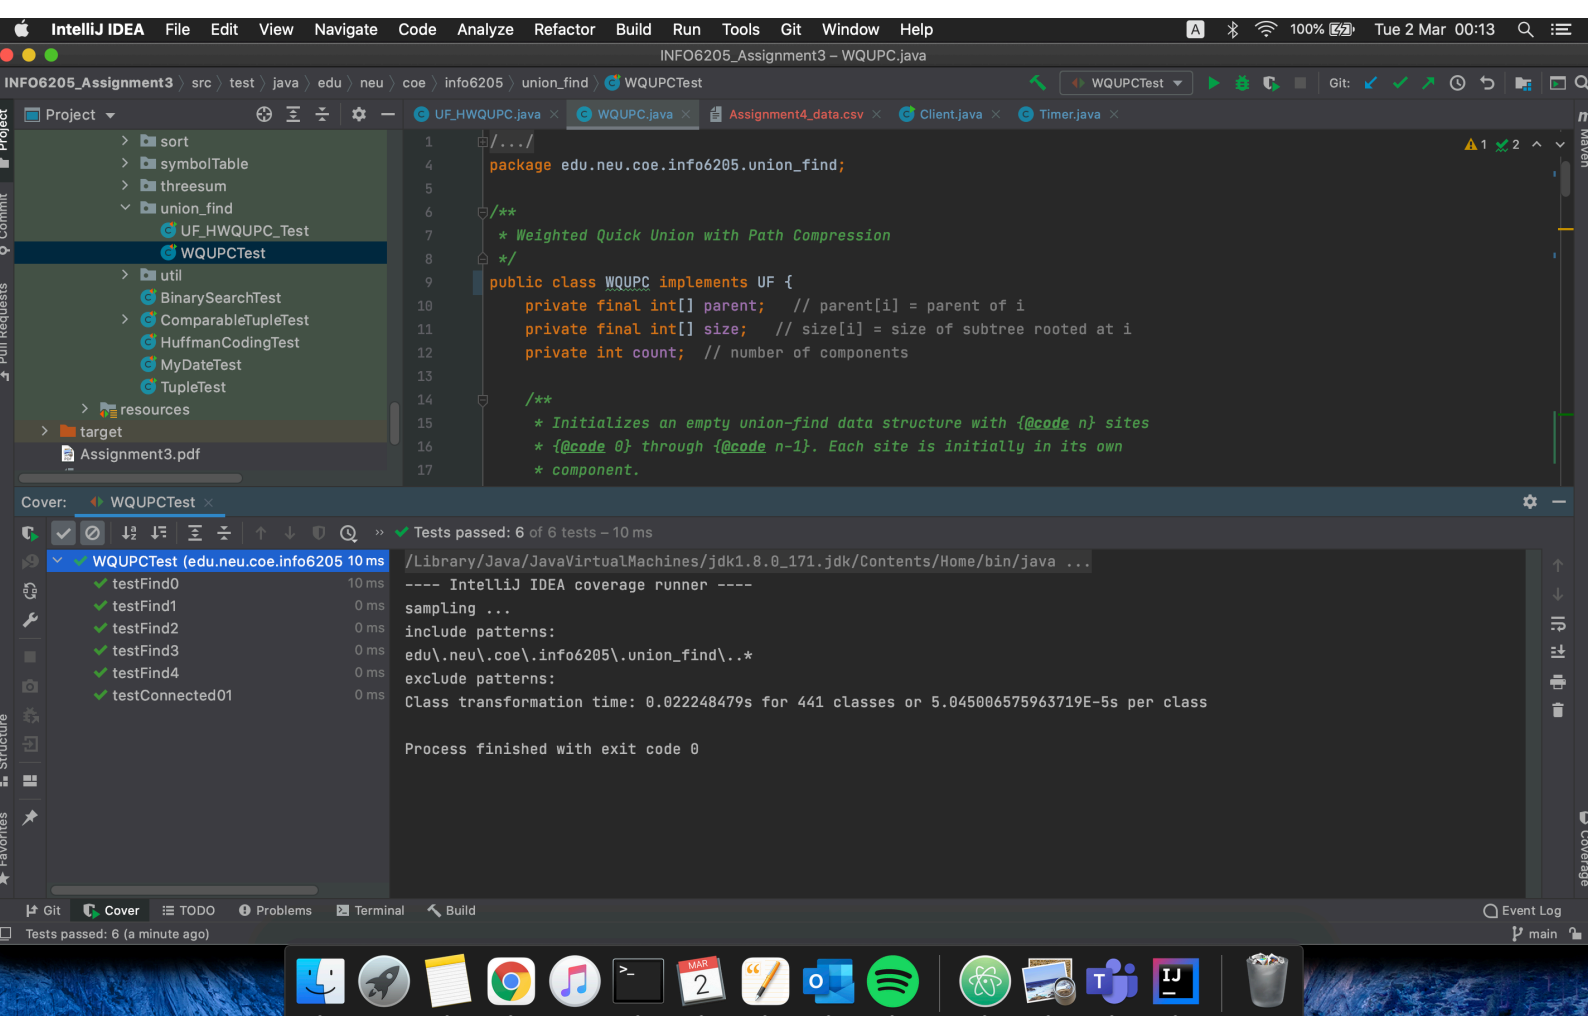 IntelliJ IDEA File Edit View Navigate Code Analyze Refactor Build Run Tools Git Window Help A 100% Tue 2 Mar 00:13
INFO6205_Assignment3 – WQUPC.java
INFO6205_Assignment3 src test java edu neu coe info6205 union_find WQUPCTest WQUPCTest Git:
Project UF_HWQUPC.java WQUPC.java Assignment4_data.csv Client.java Timer.java
sort
symbolTable
threesum
union_find
UF_HWQUPC_Test
WQUPCTest
util
BinarySearchTest
ComparableTupleTest
HuffmanCodingTest
MyDateTest
TupleTest
resources
target
Assignment3.pdf
1 /.../
4 package edu.neu.coe.info6205.union_find;
5
6 /**
7 * Weighted Quick Union with Path Compression
8 */
9 public class WQUPC implements UF {
10 private final int[] parent; // parent[i] = parent of i
11 private final int[] size; // size[i] = size of subtree rooted at i
12 private int count; // number of components
13
14 /**
15 * Initializes an empty union-find data structure with {@code n} sites
16 * {@code 0} through {@code n-1}. Each site is initially in its own
17 * component.
1 2
Project
Commit
Pull Requests
Structure
Favorites
Maven
Coverage
Cover: WQUPCTest
Tests passed: 6 of 6 tests – 10 ms
WQUPCTest (edu.neu.coe.info6205 10 ms
testFind0 10 ms
testFind1 0 ms
testFind2 0 ms
testFind3 0 ms
testFind4 0 ms
testConnected01 0 ms
/Library/Java/JavaVirtualMachines/jdk1.8.0_171.jdk/Contents/Home/bin/java ...
---- IntelliJ IDEA coverage runner ----
sampling ...
include patterns:
edu\.neu\.coe\.info6205\.union_find\..*
exclude patterns:
Class transformation time: 0.022248479s for 441 classes or 5.045006575963719E-5s per class
Process finished with exit code 0
Git Cover TODO Problems Terminal Build Event Log
Tests passed: 6 (a minute ago) main
MAR
2
>_
O
T
IJ